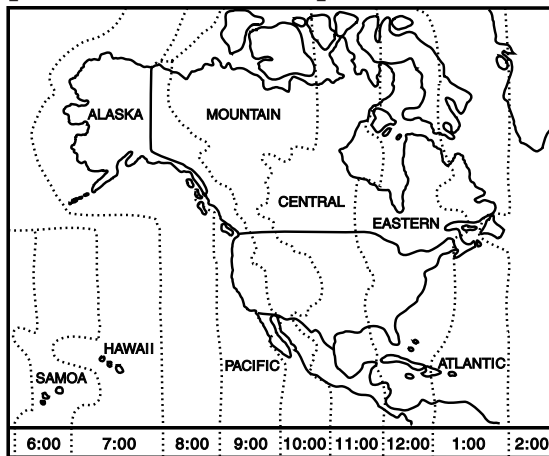 ALASKA
MOUNTAIN
CENTRAL
EASTERN
HAWAII
SAMOA
PACIFIC
ATLANTIC
6:00 7:00 8:00 9:00 10:00 11:00 12:00 1:00 2:00